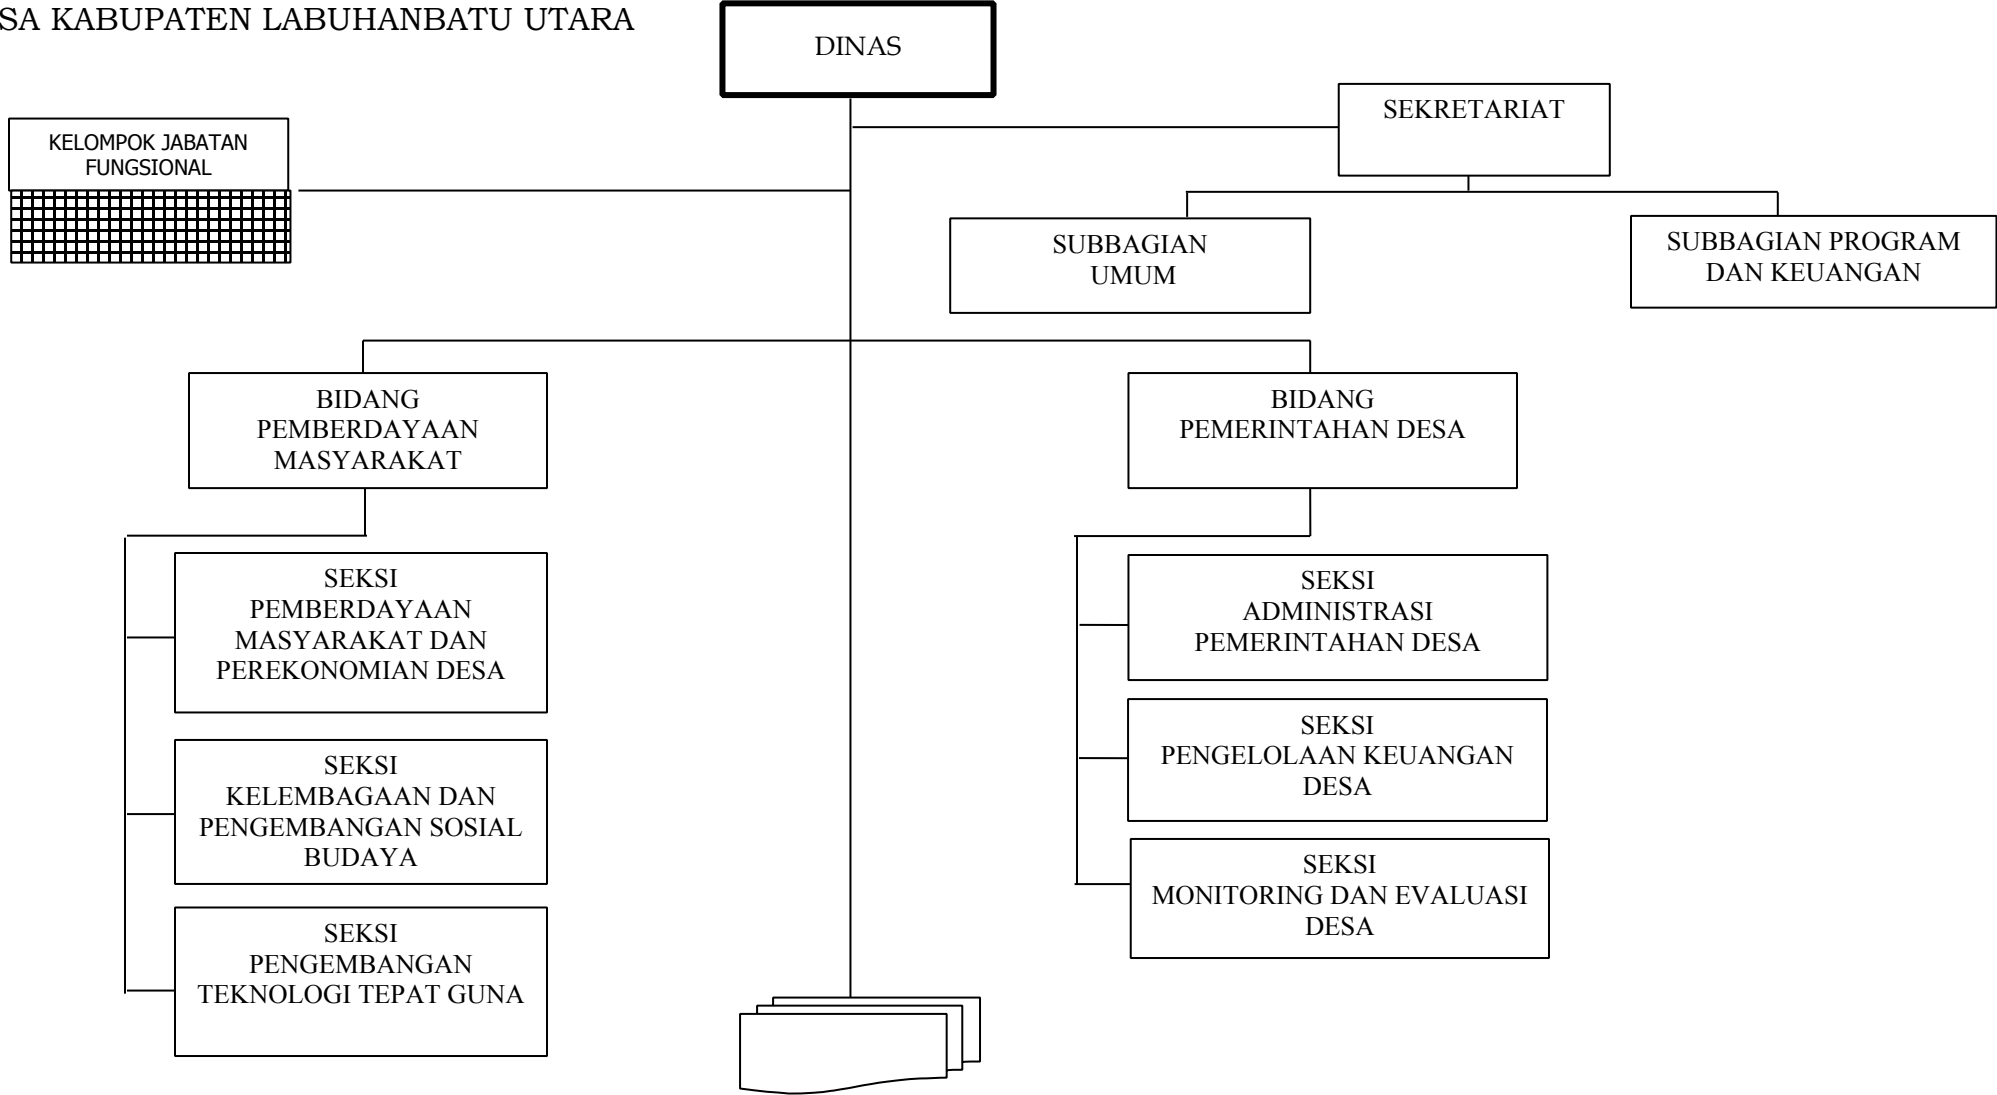 SA KABUPATEN LABUHANBATU UTARA
DINAS
SEKRETARIAT
KELOMPOK JABATAN
FUNGSIONAL
SUBBAGIAN
UMUM
SUBBAGIAN PROGRAM
DAN KEUANGAN
BIDANG
PEMBERDAYAAN
MASYARAKAT
BIDANG
PEMERINTAHAN DESA
SEKSI
PEMBERDAYAAN
MASYARAKAT DAN
PEREKONOMIAN DESA
SEKSI
KELEMBAGAAN DAN
PENGEMBANGAN SOSIAL
BUDAYA
SEKSI
PENGEMBANGAN
TEKNOLOGI TEPAT GUNA
SEKSI
ADMINISTRASI
PEMERINTAHAN DESA
SEKSI
PENGELOLAAN KEUANGAN
DESA
SEKSI
MONITORING DAN EVALUASI
DESA